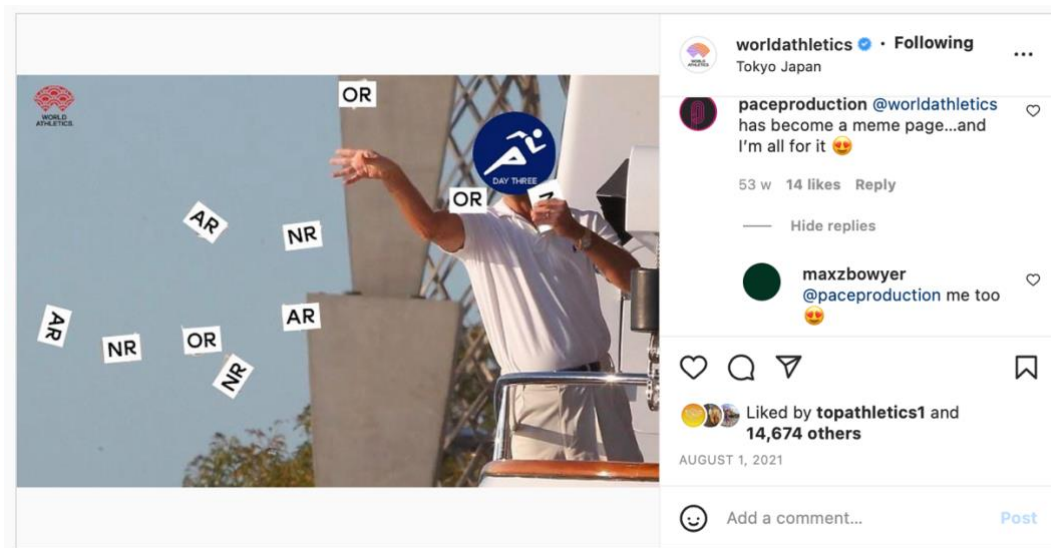 WORLD
ATHLETICS.
OR
DAY THREE
OR
AR
NR
AR
AR
NR
OR
NR
worldathletics • Following
Tokyo Japan
WORLD
ATHLETICS
paceproduction @worldathletics
has become a meme page...and
I'm all for it 😍
53 w 14 likes Reply
Hide replies
maxzbowyer
@paceproduction me too
😍
Liked by topathletics1 and
14,674 others
AUGUST 1, 2021
Add a comment... Post